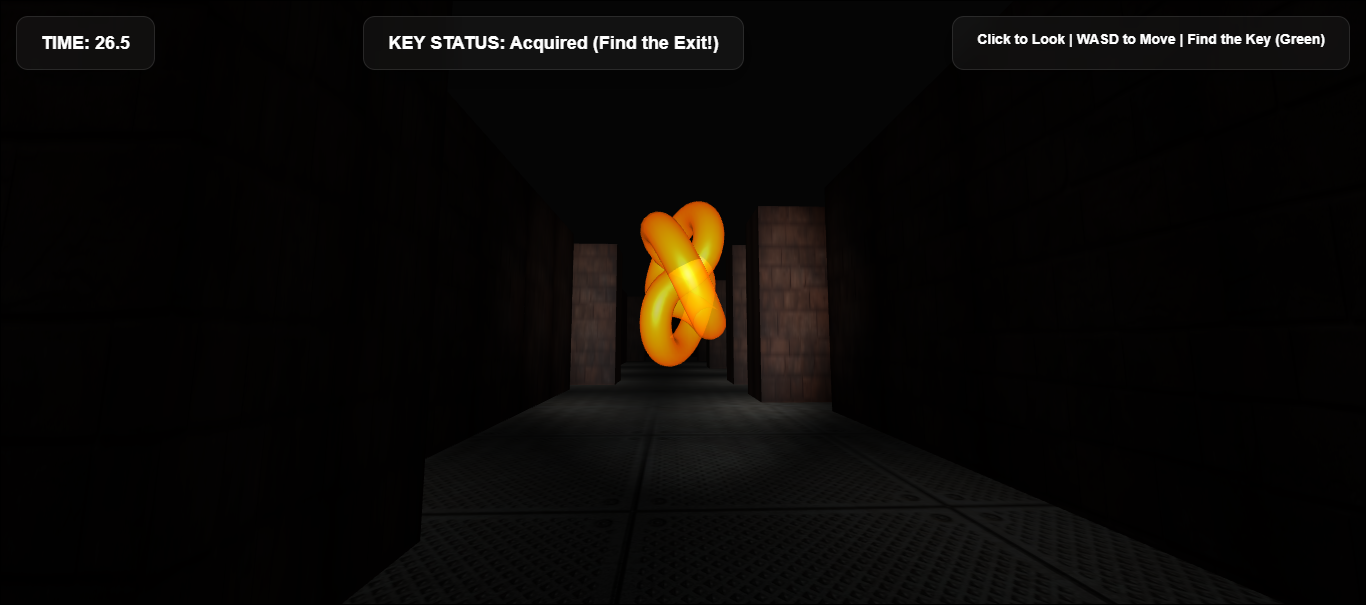 TIME: 26.5
KEY STATUS: Acquired (Find the Exit!)
Click to Look | WASD to Move | Find the Key (Green)